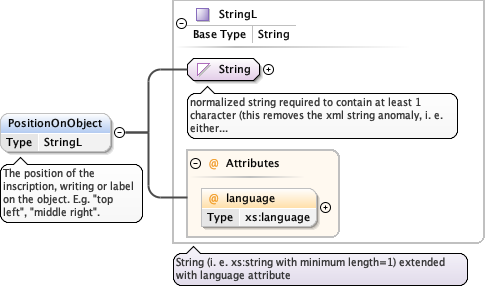 StringL
Base Type String
String
normalized string required to contain at least 1
character (this removes the xml string anomaly, i. e.
either...
PositionOnObject
Type StringL
The position of the
inscription, writing or label
on the object. E.g. "top
left", "middle right".
@ Attributes
@ language
Type xs:language
String (i. e. xs:string with minimum length=1) extended
with language attribute